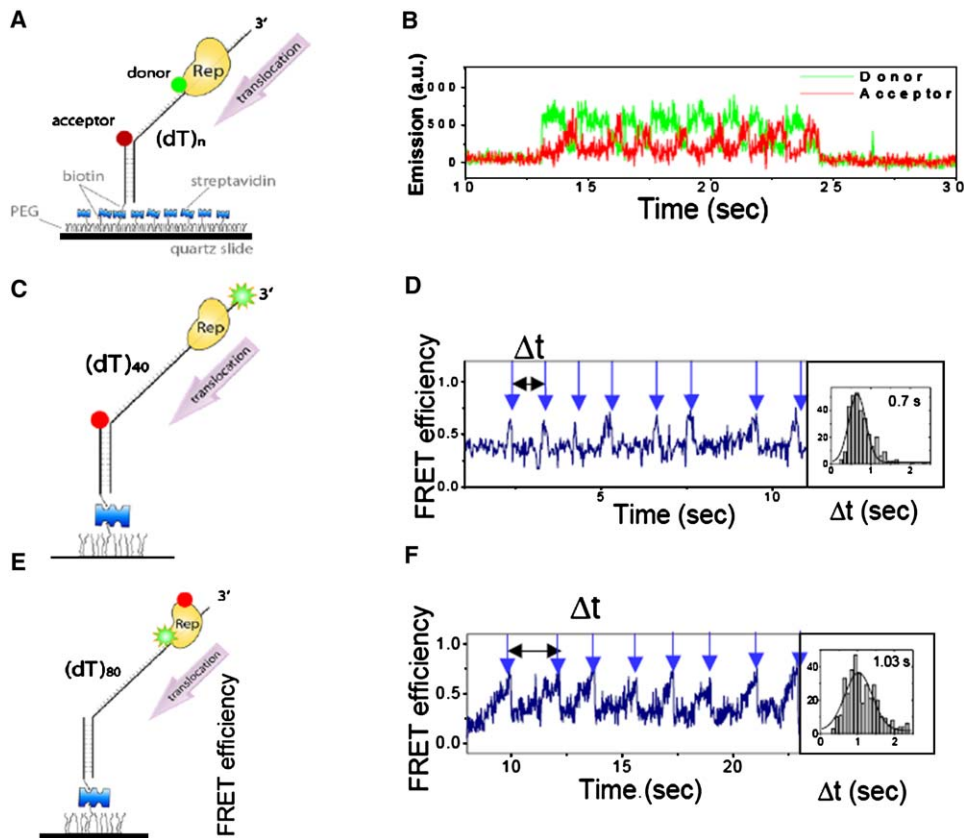 A
3′
donor
Rep
translocation
acceptor
(dT)n
biotin
streptavidin
PEG
quartz slide
B
Emission (a.u.)
000
500
0
Donor
Acceptor
10 15 20 25 30
Time (sec)
C
3′
Rep
(dT)40
translocation
D
Δt
FRET efficiency
1.0
0.5
0.0
5 10
Time (sec)
40
20
0
0.7 s
0 1 2
Δt (sec)
E
3′
Rep
(dT)80
translocation
FRET efficiency
F
Δt
FRET efficiency
1.0
0.5
0.0
10 15 20
Time. (sec)
40
20
0
1.03 s
0 1 2
Δt (sec)